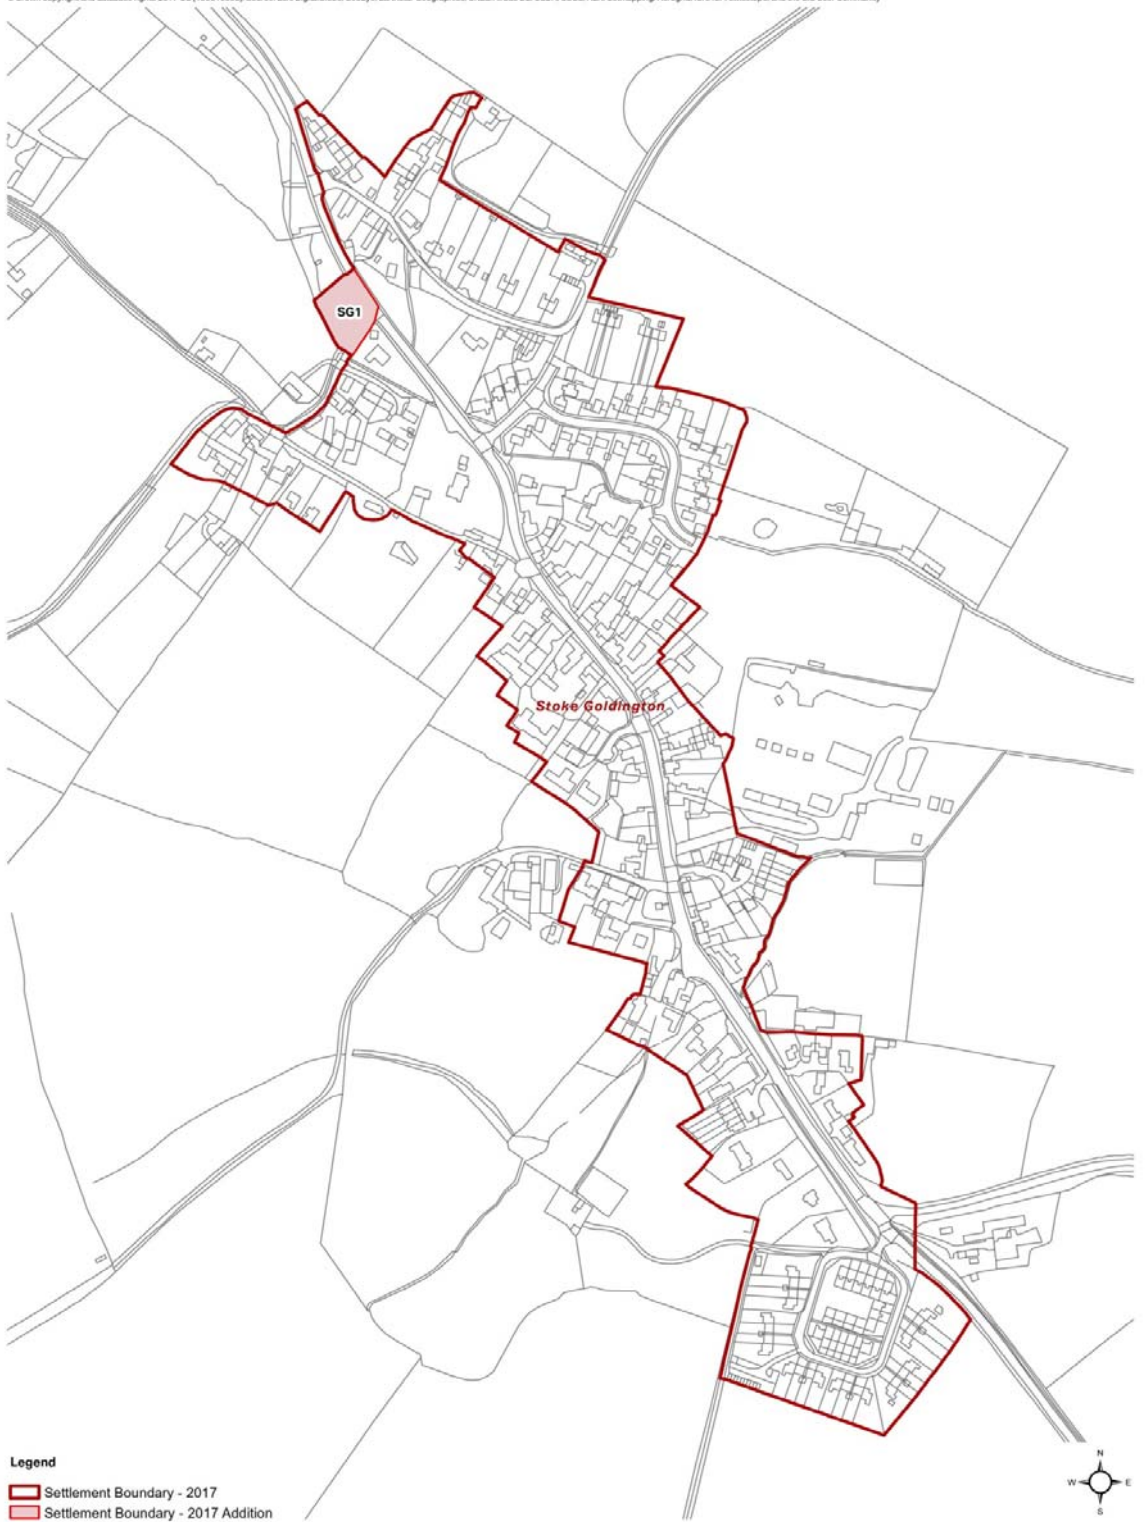 SG1
Stoke Goldington
Legend
Settlement Boundary - 2017
Settlement Boundary - 2017 Addition
N
W E
S